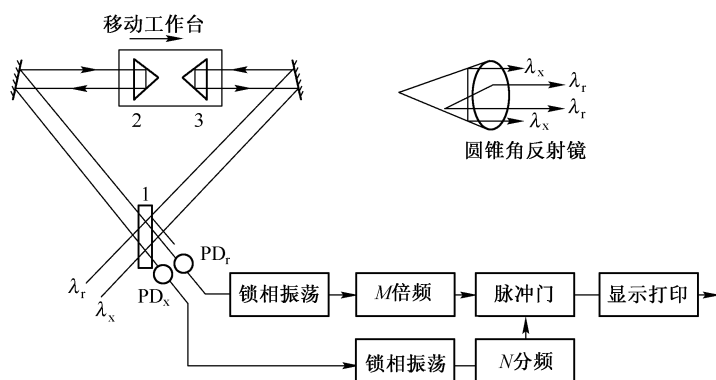 移动工作台
2
3
λx
λr
λr
λx
圆锥角反射镜
1
λr
λx
PDr
PDx
锁相振荡
M倍频
脉冲门
显示打印
锁相振荡
N分频